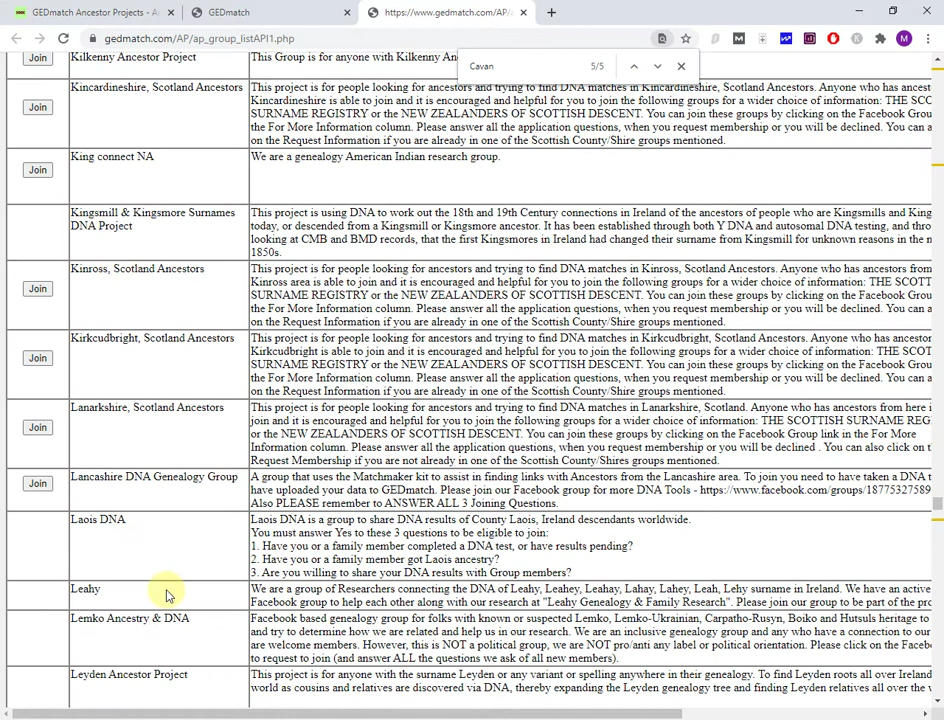 GEDmatch Ancestor Projects - A
GEDmatch
https://www.gedmatch.com/AP/
gedmatch.com/AP/ap_group_listAPI1.php
Cavan
5/5
Join
Kilkenny Ancestor Project
This Group is for anyone with Kilkenny An
Join
Kincardineshire, Scotland Ancestors
This project is for people looking for ancestors and trying to find DNA matches in Kincardineshire, Scotland Ancestors. Anyone who has ancest
Kincardineshire is able to join and it is encouraged and helpful for you to join the following groups for a wider choice of information: THE SC
SURNAME REGISTRY or the NEW ZEALANDERS OF SCOTTISH DESCENT. You can join these groups by clicking on the Facebook Grou
the For More Information column. Please answer all the application questions, when you request membership or you will be declined. You can a
on the Request Information if you are already in one of the Scottish County/Shire groups mentioned.
Join
King connect NA
We are a genealogy American Indian research group.
Kingsmill & Kingsmore Surnames
DNA Project
This project is using DNA to work out the 18th and 19th Century connections in Ireland of the ancestors of people who are Kingsmills and King
today, or descended from a Kingsmill or Kingsmore ancestor. It has been established through both Y DNA and autosomal DNA testing, and thro
looking at CMB and BMD records, that the first Kingsmores in Ireland had changed their surname from Kingsmill for unknown reasons in the m
1850s.
Join
Kinross, Scotland Ancestors
This project is for people looking for ancestors and trying to find DNA matches in Kinross, Scotland Ancestors. Anyone who has ancestors from
Kinross area is able to join and it is encouraged and helpful for you to join the following groups for a wider choice of information: THE SCOTT
SURNAME REGISTRY or the NEW ZEALANDERS OF SCOTTISH DESCENT. You can join these groups by clicking on the Facebook Grou
the For More Information column. Please answer all the application questions, when you request membership or you will be declined. You can a
on the Request Information if you are already in one of the Scottish County/Shire groups mentioned.
Join
Kirkcudbright, Scotland Ancestors
This project is for people looking for ancestors and trying to find DNA matches in Kirkcudbright, Scotland Ancestors. Anyone who has ancestors
Kirkcudbright is able to join and it is encouraged and helpful for you to join the following groups for a wider choice of information: THE SCOT
SURNAME REGISTRY or the NEW ZEALANDERS OF SCOTTISH DESCENT. You can join these groups by clicking on the Facebook Grou
the For More Information column. Please answer all the application questions, when you request membership or you will be declined. You can a
on the Request Information if you are already in one of the Scottish County/Shire groups mentioned.
Join
Lanarkshire, Scotland Ancestors
This project is for people looking for ancestors and trying to find DNA matches in Lanarkshire, Scotland. Anyone who has ancestors from here i
join and it is encouraged and helpful for you to join the following groups for a wider choice of information: THE SCOTTISH SURNAME REG
or the NEW ZEALANDERS OF SCOTTISH DESCENT. You can join these groups by clicking on the Facebook Group link in the For More
Information column. Please answer all the application questions, when you request membership or you will be declined . You can also click on t
Request Membership if you are not already in one of the Scottish County/Shires groups mentioned.
Join
Lancashire DNA Genealogy Group
A group that uses the Matchmaker kit to assist in finding links with Ancestors from the Lancashire area. To join you need to have taken a DNA t
have uploaded your data to GEDmatch. Please join our Facebook group for more DNA Tools - https://www.facebook.com/groups/18775327589
Also PLEASE remember to ANSWER ALL 3 Joining Questions.
Laois DNA
Laois DNA is a group to share DNA results of County Laois, Ireland descendants worldwide.
You must answer Yes to these 3 questions to be eligible to join:
1. Have you or a family member completed a DNA test, or have results pending?
2. Have you or a family member got Laois ancestry?
3. Are you willing to share your DNA results with Group members?
Leahy
We are a group of Researchers connecting the DNA of Leahy, Leahey, Leahay, Lahay, Lahey, Leah, Lehy surname in Ireland. We have an active
Facebook group to help each other along with our research at "Leahy Genealogy & Family Research". Please join our group to be part of the pro
Lemko Ancestry & DNA
Facebook based genealogy group for folks with known or suspected Lemko, Lemko-Ukrainian, Carpatho-Rusyn, Boiko and Hutsuls heritage to
and try to determine how we are related and help us in our research. We are an inclusive genealogy group and any who have a connection to our
are welcome members. However, this is NOT a political group, we are NOT pro/anti any label or political orientation. Please click on the Faceb
to request to join (and answer ALL the questions we ask of all new members).
Leyden Ancestor Project
This project is for anyone with the surname Leyden or any variant or spelling anywhere in their genealogy. To find Leyden roots all over Ireland
world as cousins and relatives are discovered via DNA, thereby expanding the Leyden genealogy tree and finding Leyden relatives all over the w